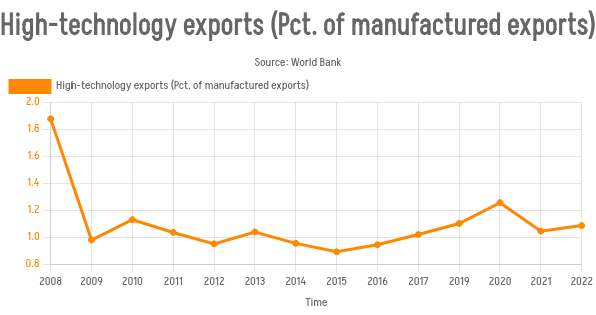 High-technology exports (Pct. of manufactured exports)
Source: World Bank
High-technology exports (Pct. of manufactured exports)
2.0
1.8
1.6
1.4
1.2
1.0
0.8
2008 2009 2010 2011 2012 2013 2014 2015 2016 2017 2019 2020 2021 2022
Time